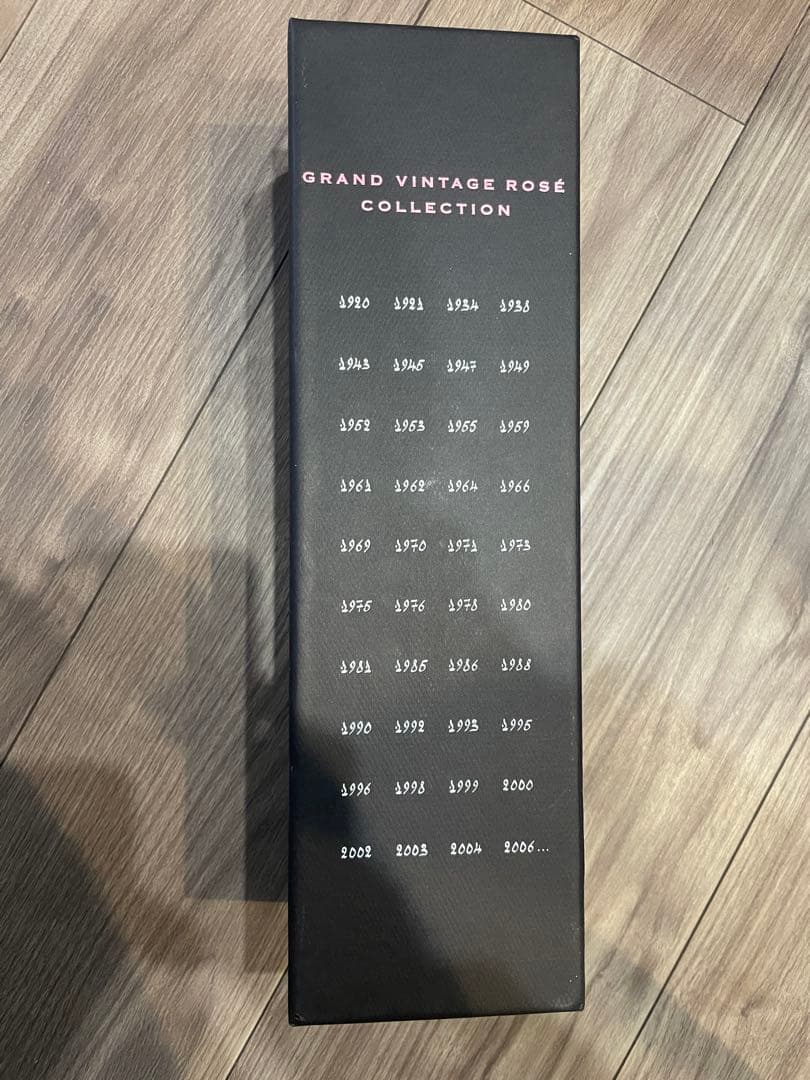 GRAND VINTAGE ROSÉ
COLLECTION
1920 1921 1934 1938
1943 1945 1947 1949
1952 1953 1955 1959
1961 1962 1964 1966
1969 1970 1971 1973
1975 1976 1978 1980
1981 1985 1986 1988
1990 1992 1993 1995
1996 1998 1999 2000
2002 2003 2004 2006...